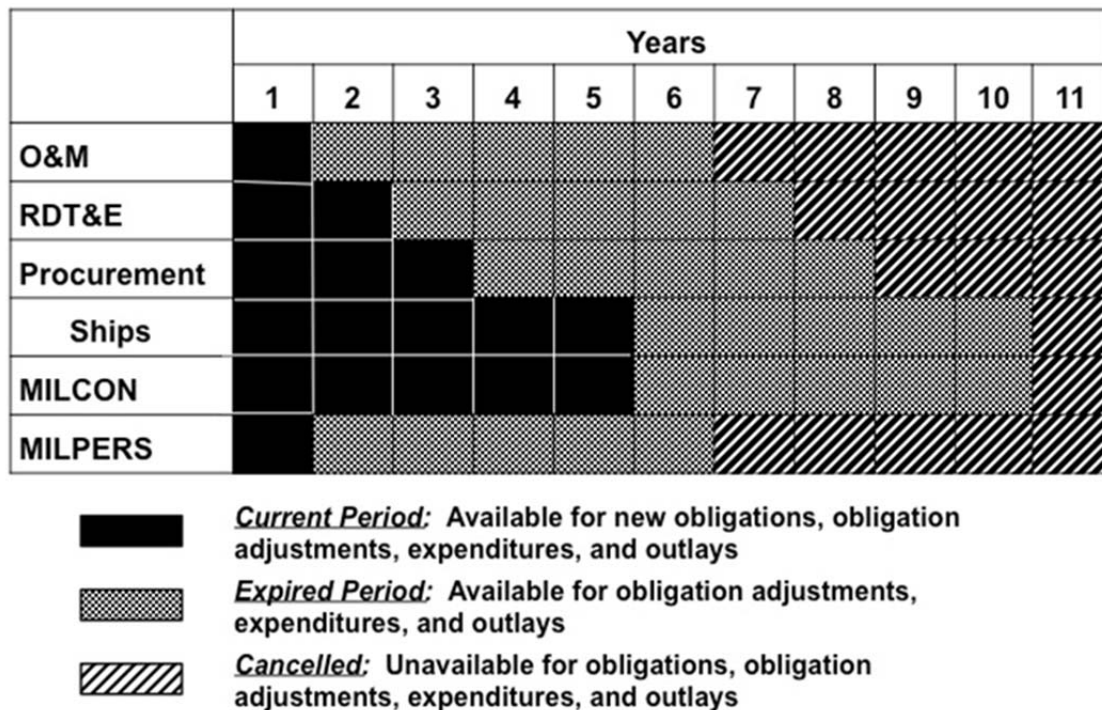 Years
1 2 3 4 5 6 7 8 9 10 11
O&M
RDT&E
Procurement
Ships
MILCON
MILPERS
Current Period: Available for new obligations, obligation
adjustments, expenditures, and outlays
Expired Period: Available for obligation adjustments,
expenditures, and outlays
Cancelled: Unavailable for obligations, obligation
adjustments, expenditures, and outlays